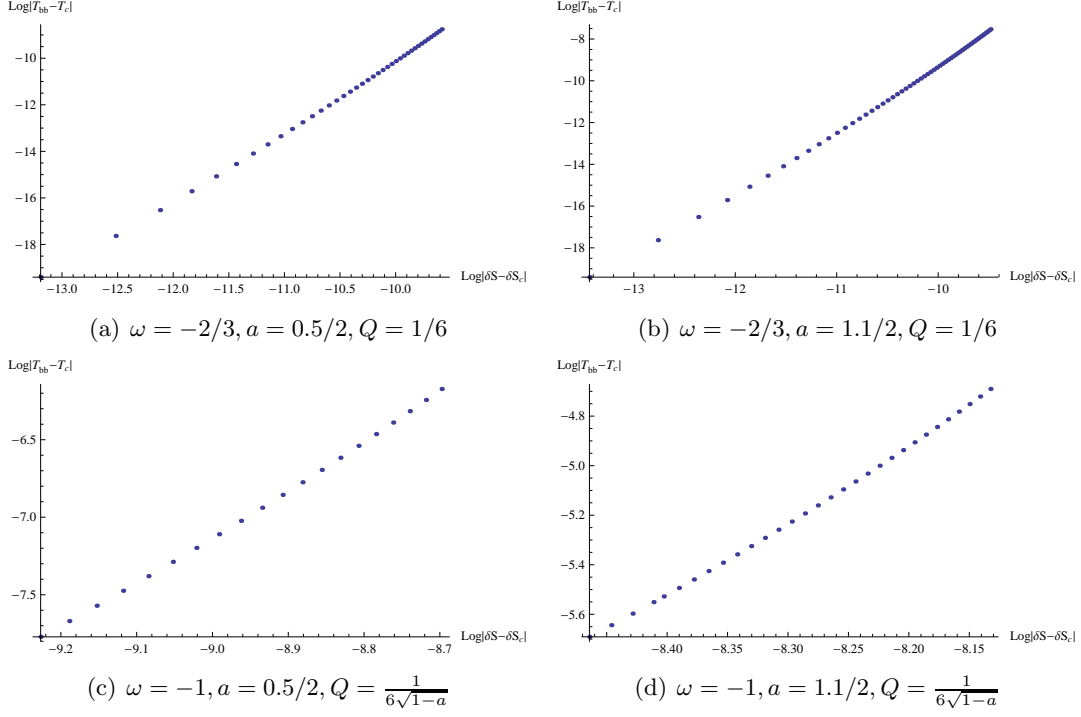 Log|T_bb−T_c|
−10
−12
−14
−16
−18
−13.0 −12.5 −12.0 −11.5 −11.0 −10.5 −10.0
Log|δS−δS_c|
(a) ω = −2/3, a = 0.5/2, Q = 1/6
Log|T_bb−T_c|
−8
−10
−12
−14
−16
−18
−13 −12 −11 −10
Log|δS−δS_c|
(b) ω = −2/3, a = 1.1/2, Q = 1/6
Log|T_bb−T_c|
−6.5
−7.0
−7.5
−9.2 −9.1 −9.0 −8.9 −8.8 −8.7
Log|δS−δS_c|
(c) ω = −1, a = 0.5/2, Q = 1/(6√(1−a))
Log|T_bb−T_c|
−4.8
−5.0
−5.2
−5.4
−5.6
−8.40 −8.35 −8.30 −8.25 −8.20 −8.15
Log|δS−δS_c|
(d) ω = −1, a = 1.1/2, Q = 1/(6√(1−a))